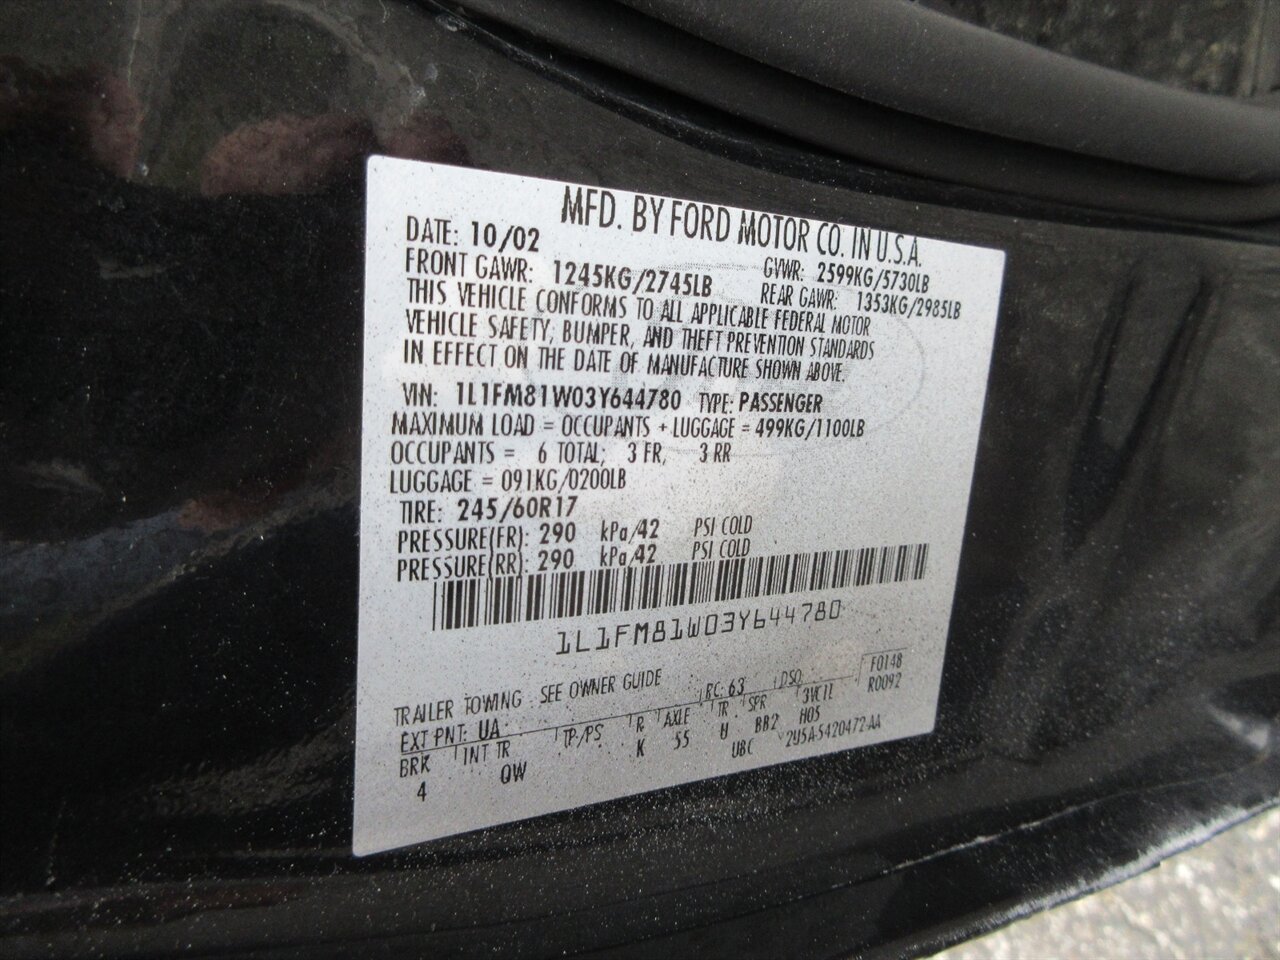 MFD. BY FORD MOTOR CO. IN U.S.A.
DATE: 10/02 GVWR: 2599KG/5730LB
FRONT GAWR: 1245KG/2745LB REAR GAWR: 1353KG/2985LB
THIS VEHICLE CONFORMS TO ALL APPLICABLE FEDERAL MOTOR
VEHICLE SAFETY, BUMPER, AND THEFT PREVENTION STANDARDS
IN EFFECT ON THE DATE OF MANUFACTURE SHOWN ABOVE.
VIN: 1L1FM81W03Y644780 TYPE: PASSENGER
MAXIMUM LOAD = OCCUPANTS + LUGGAGE = 499KG/1100LB
OCCUPANTS = 6 TOTAL; 3 FR, 3 RR
LUGGAGE = 091KG/0200LB
TIRE: 245/60R17
PRESSURE(FR): 290 kPa/42 PSI COLD
PRESSURE(RR): 290 kPa/42 PSI COLD
1L1FM81W03Y644780
TRAILER TOWING - SEE OWNER GUIDE F0148
EXT PNT: UA RC: 63 DSO: R0092
BRK INT TR TP/PS R AXLE TR SPR
4 QW K 55 U BB2 H05
UBC 2U5A-5420472-AA